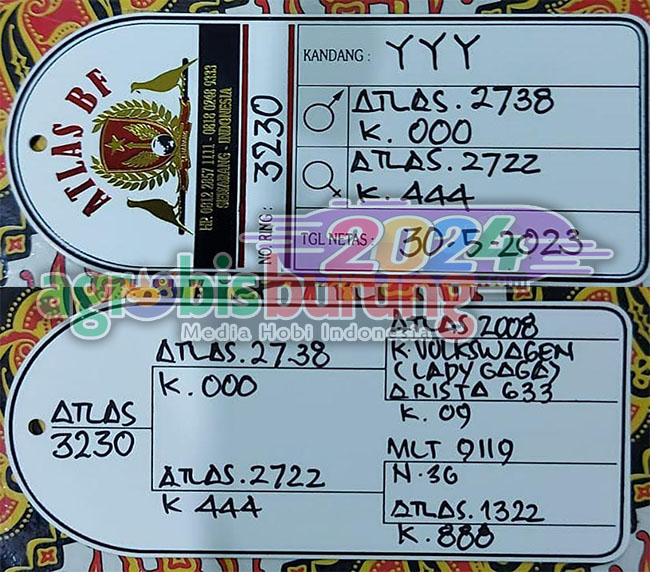 ATLAS BF
HP. 0812 2857 1111 - 0818 0248 9333
SEMARANG - INDONESIA
NO RING : 3230
KANDANG : YYY
♂ ATLAS. 2738
K. 000
♀ ATLAS. 2722
K. 444
TGL NETAS : 30-5-2023
2024
agrobisburung
Media Hobi Indonesia
ATLAS
3230
ATLAS. 2738
K. 000
ATLAS. 2722
K 444
ATLAS 2008
K. VOLKSWAGEN
(LADY GAGA)
ARISTA 633
K. 09
MLT 9119
N. 36
ATLAS. 1322
K. 888